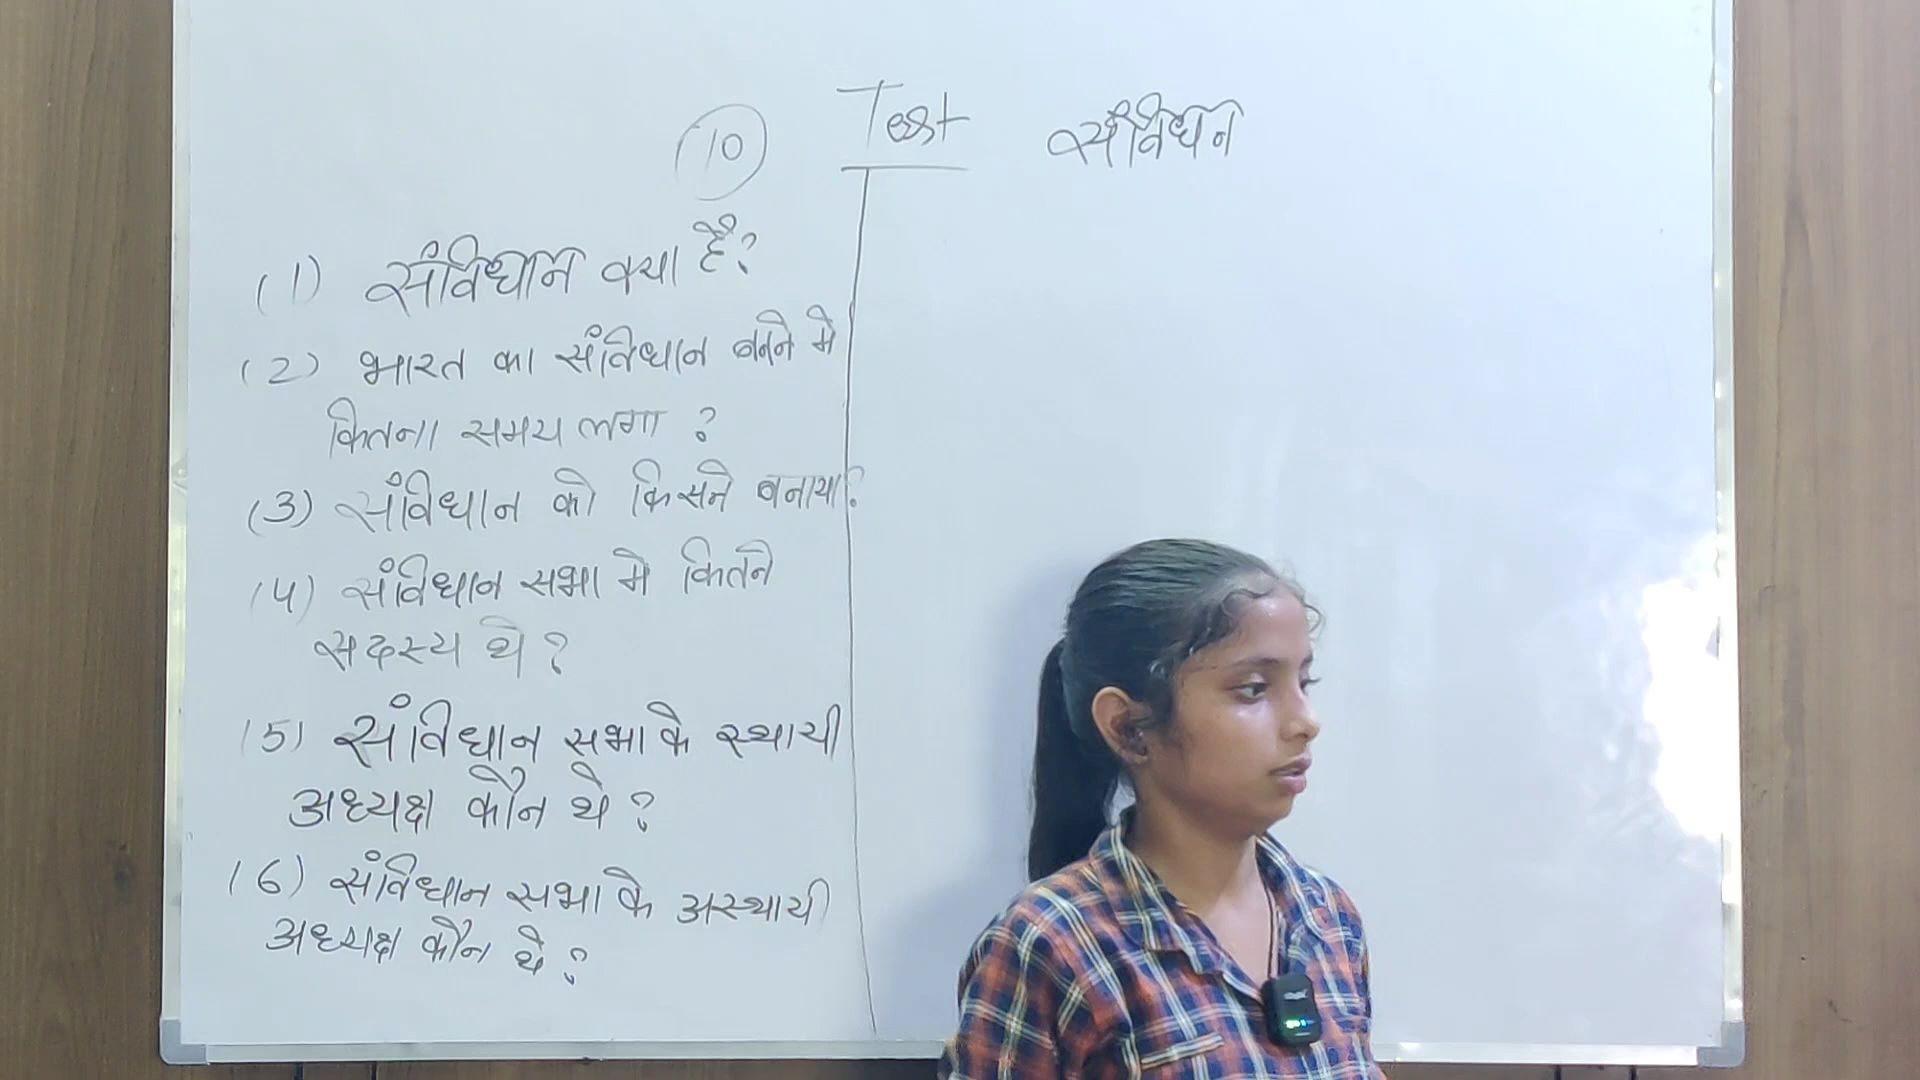 10 Test संविधान
(1) संविधान क्या है?
(2) भारत का संविधान बनने मे
कितना समय लगा ?
(3) संविधान को किसने बनाया?
(4) संविधान सभा मे कितने
सदस्य थे ?
(5) संविधान सभा के स्थायी
अध्यक्ष कौन थे ?
(6) संविधान सभा के अस्थायी
अध्यक्ष कौन थे ?